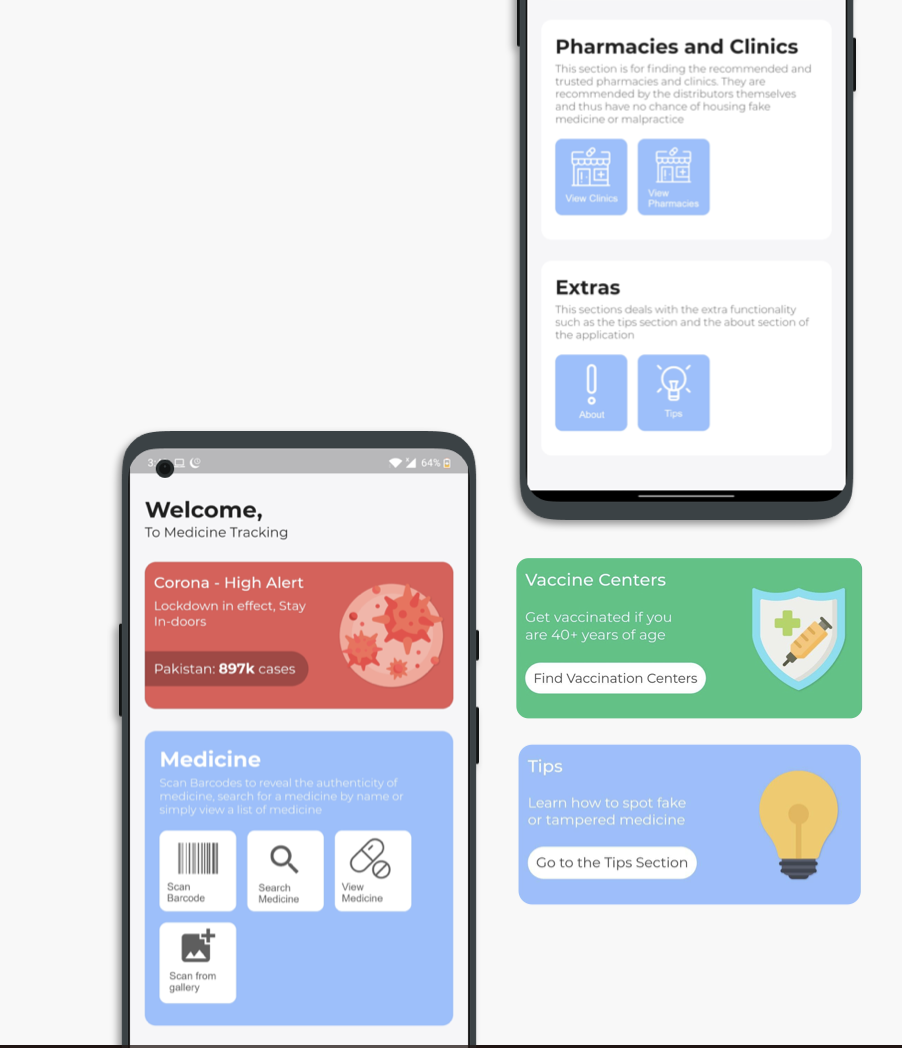 Pharmacies and Clinics
This section is for finding the recommended and
trusted pharmacies and clinics. They are
recommended by the distributors themselves
and thus have no chance of housing fake
medicine or malpractice
View Clinics
View
Pharmacies
Extras
This sections deals with the extra functionality
such as the tips section and the about section of
the application
About
Tips
64%
Welcome,
To Medicine Tracking
Corona - High Alert
Lockdown in effect, Stay
In-doors
Pakistan: 897k cases
Medicine
Scan Barcodes to reveal the authenticity of
medicine, search for a medicine by name or
simply view a list of medicine
Scan
Barcode
Search
Medicine
View
Medicine
Scan from
gallery
Vaccine Centers
Get vaccinated if you
are 40+ years of age
Find Vaccination Centers
Tips
Learn how to spot fake
or tampered medicine
Go to the Tips Section